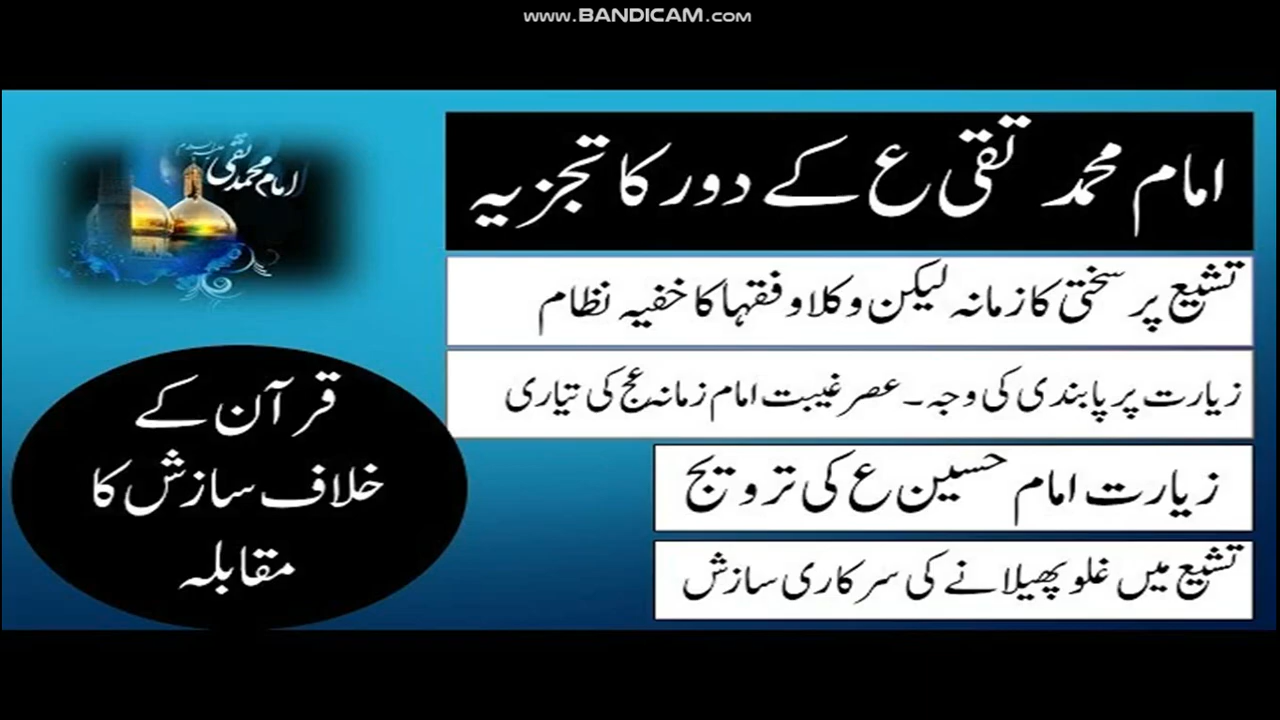 www.BANDICAM.com
امام محمد تقی ع کے دور کا تجزیہ
تشیع پر سختی کا زمانہ لیکن وکلا و فقہا کا خفیہ نظام
زیارت پر پابندی کی وجہ ۔ عصر غیبت امام زمانہ عج کی تیاری
زیارت امام حسین ع کی ترویج
تشیع میں غلو پھیلانے کی سرکاری سازش
امام محمد تقی
علیہ السلام
قرآن کے
خلاف سازش کا
مقابلہ